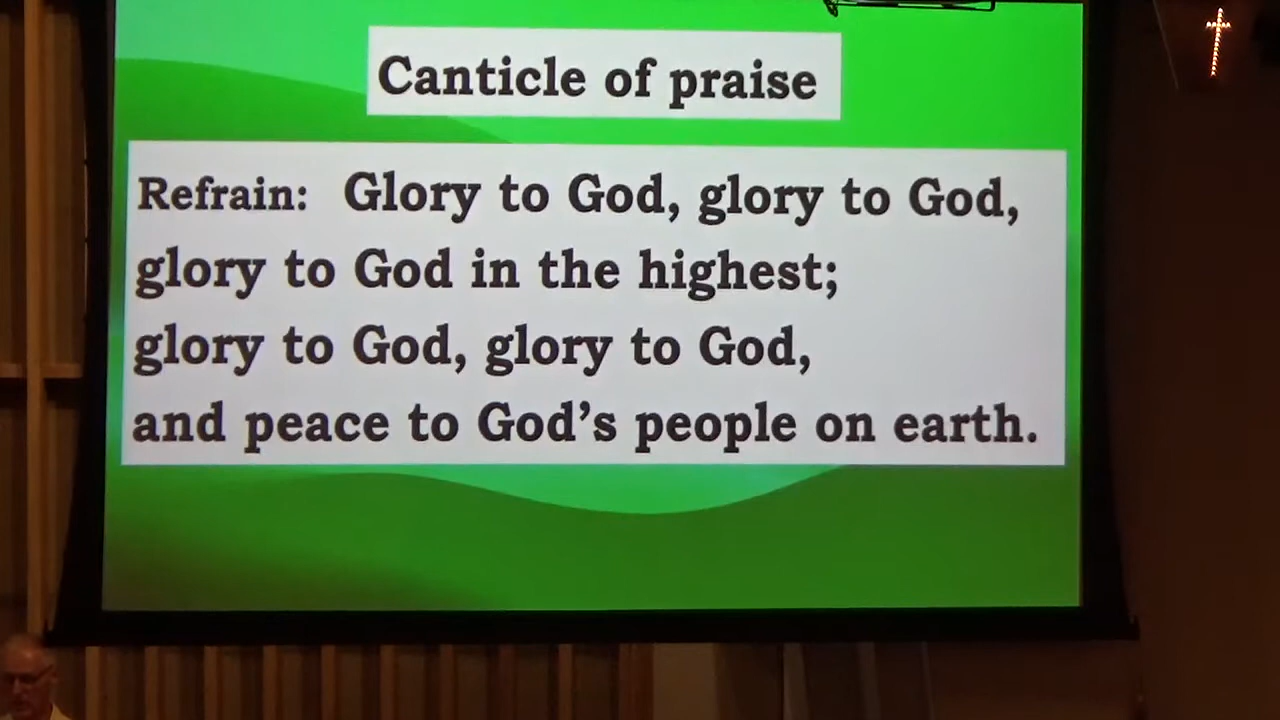 Canticle of praise
Refrain: Glory to God, glory to God,
glory to God in the highest;
glory to God, glory to God,
and peace to God’s people on earth.